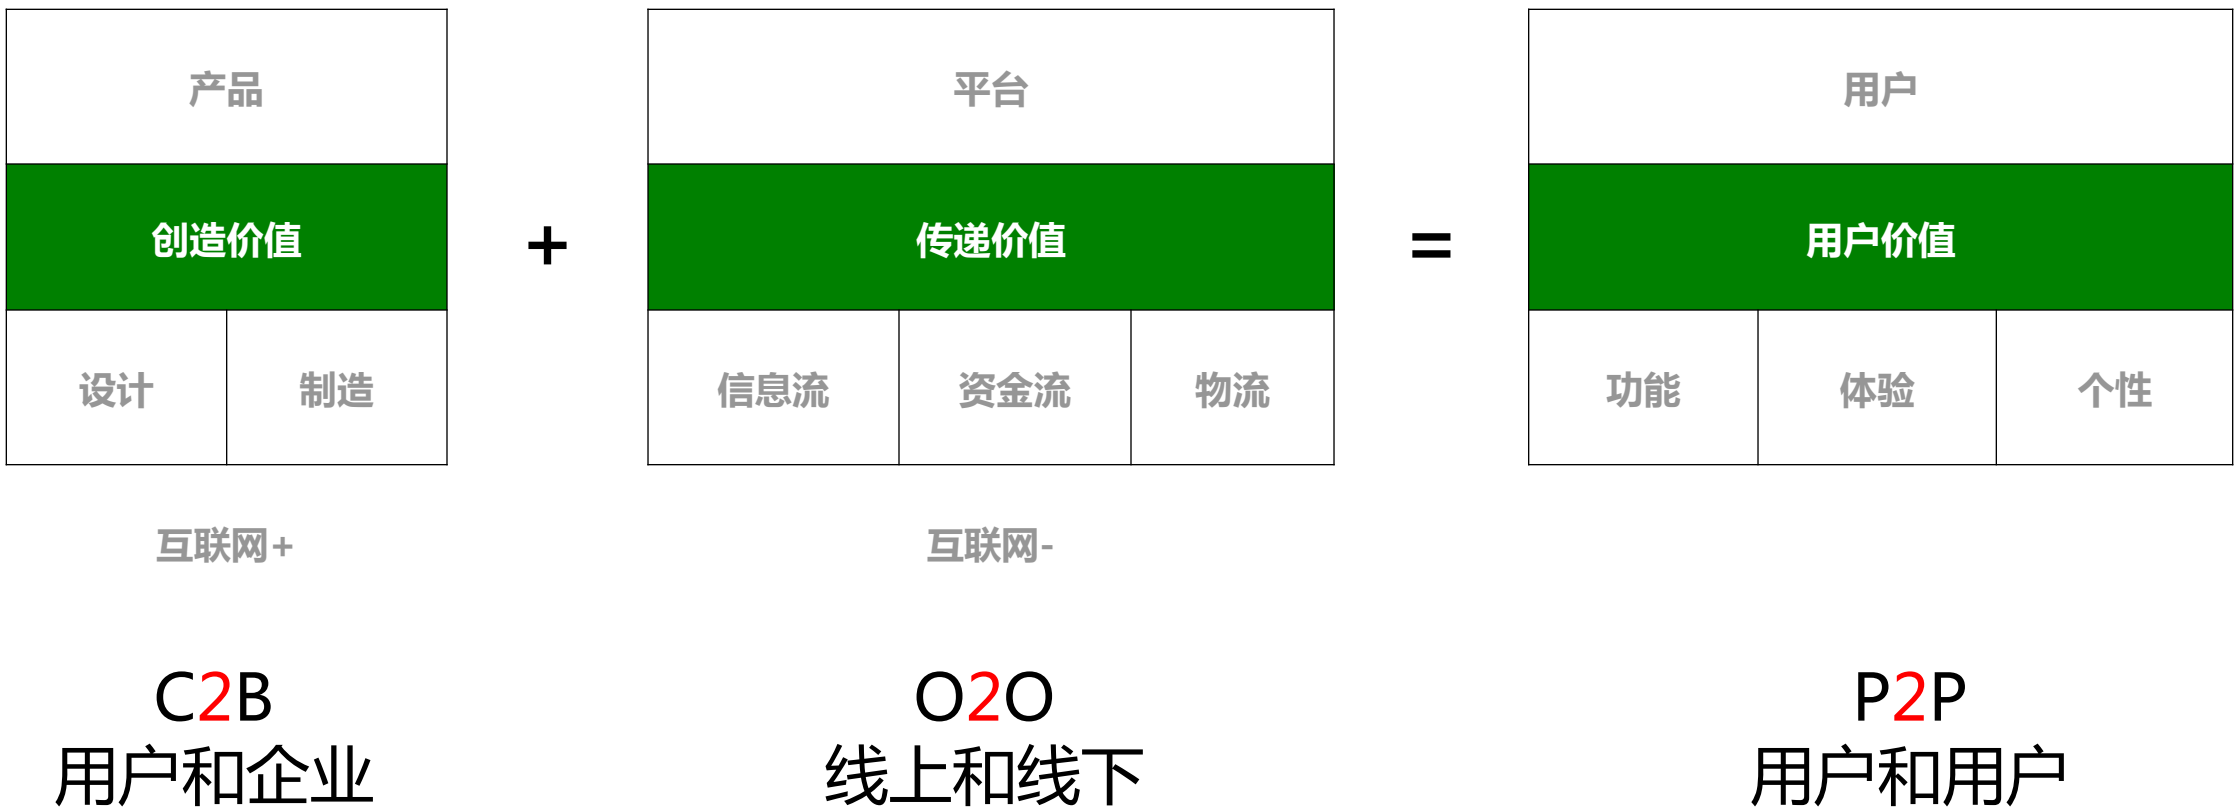 产品
平台
用户
创造价值
+
传递价值
=
用户价值
设计
制造
信息流
资金流
物流
功能
体验
个性
互联网+
互联网-
C2B
O2O
P2P
用户和企业
线上和线下
用户和用户